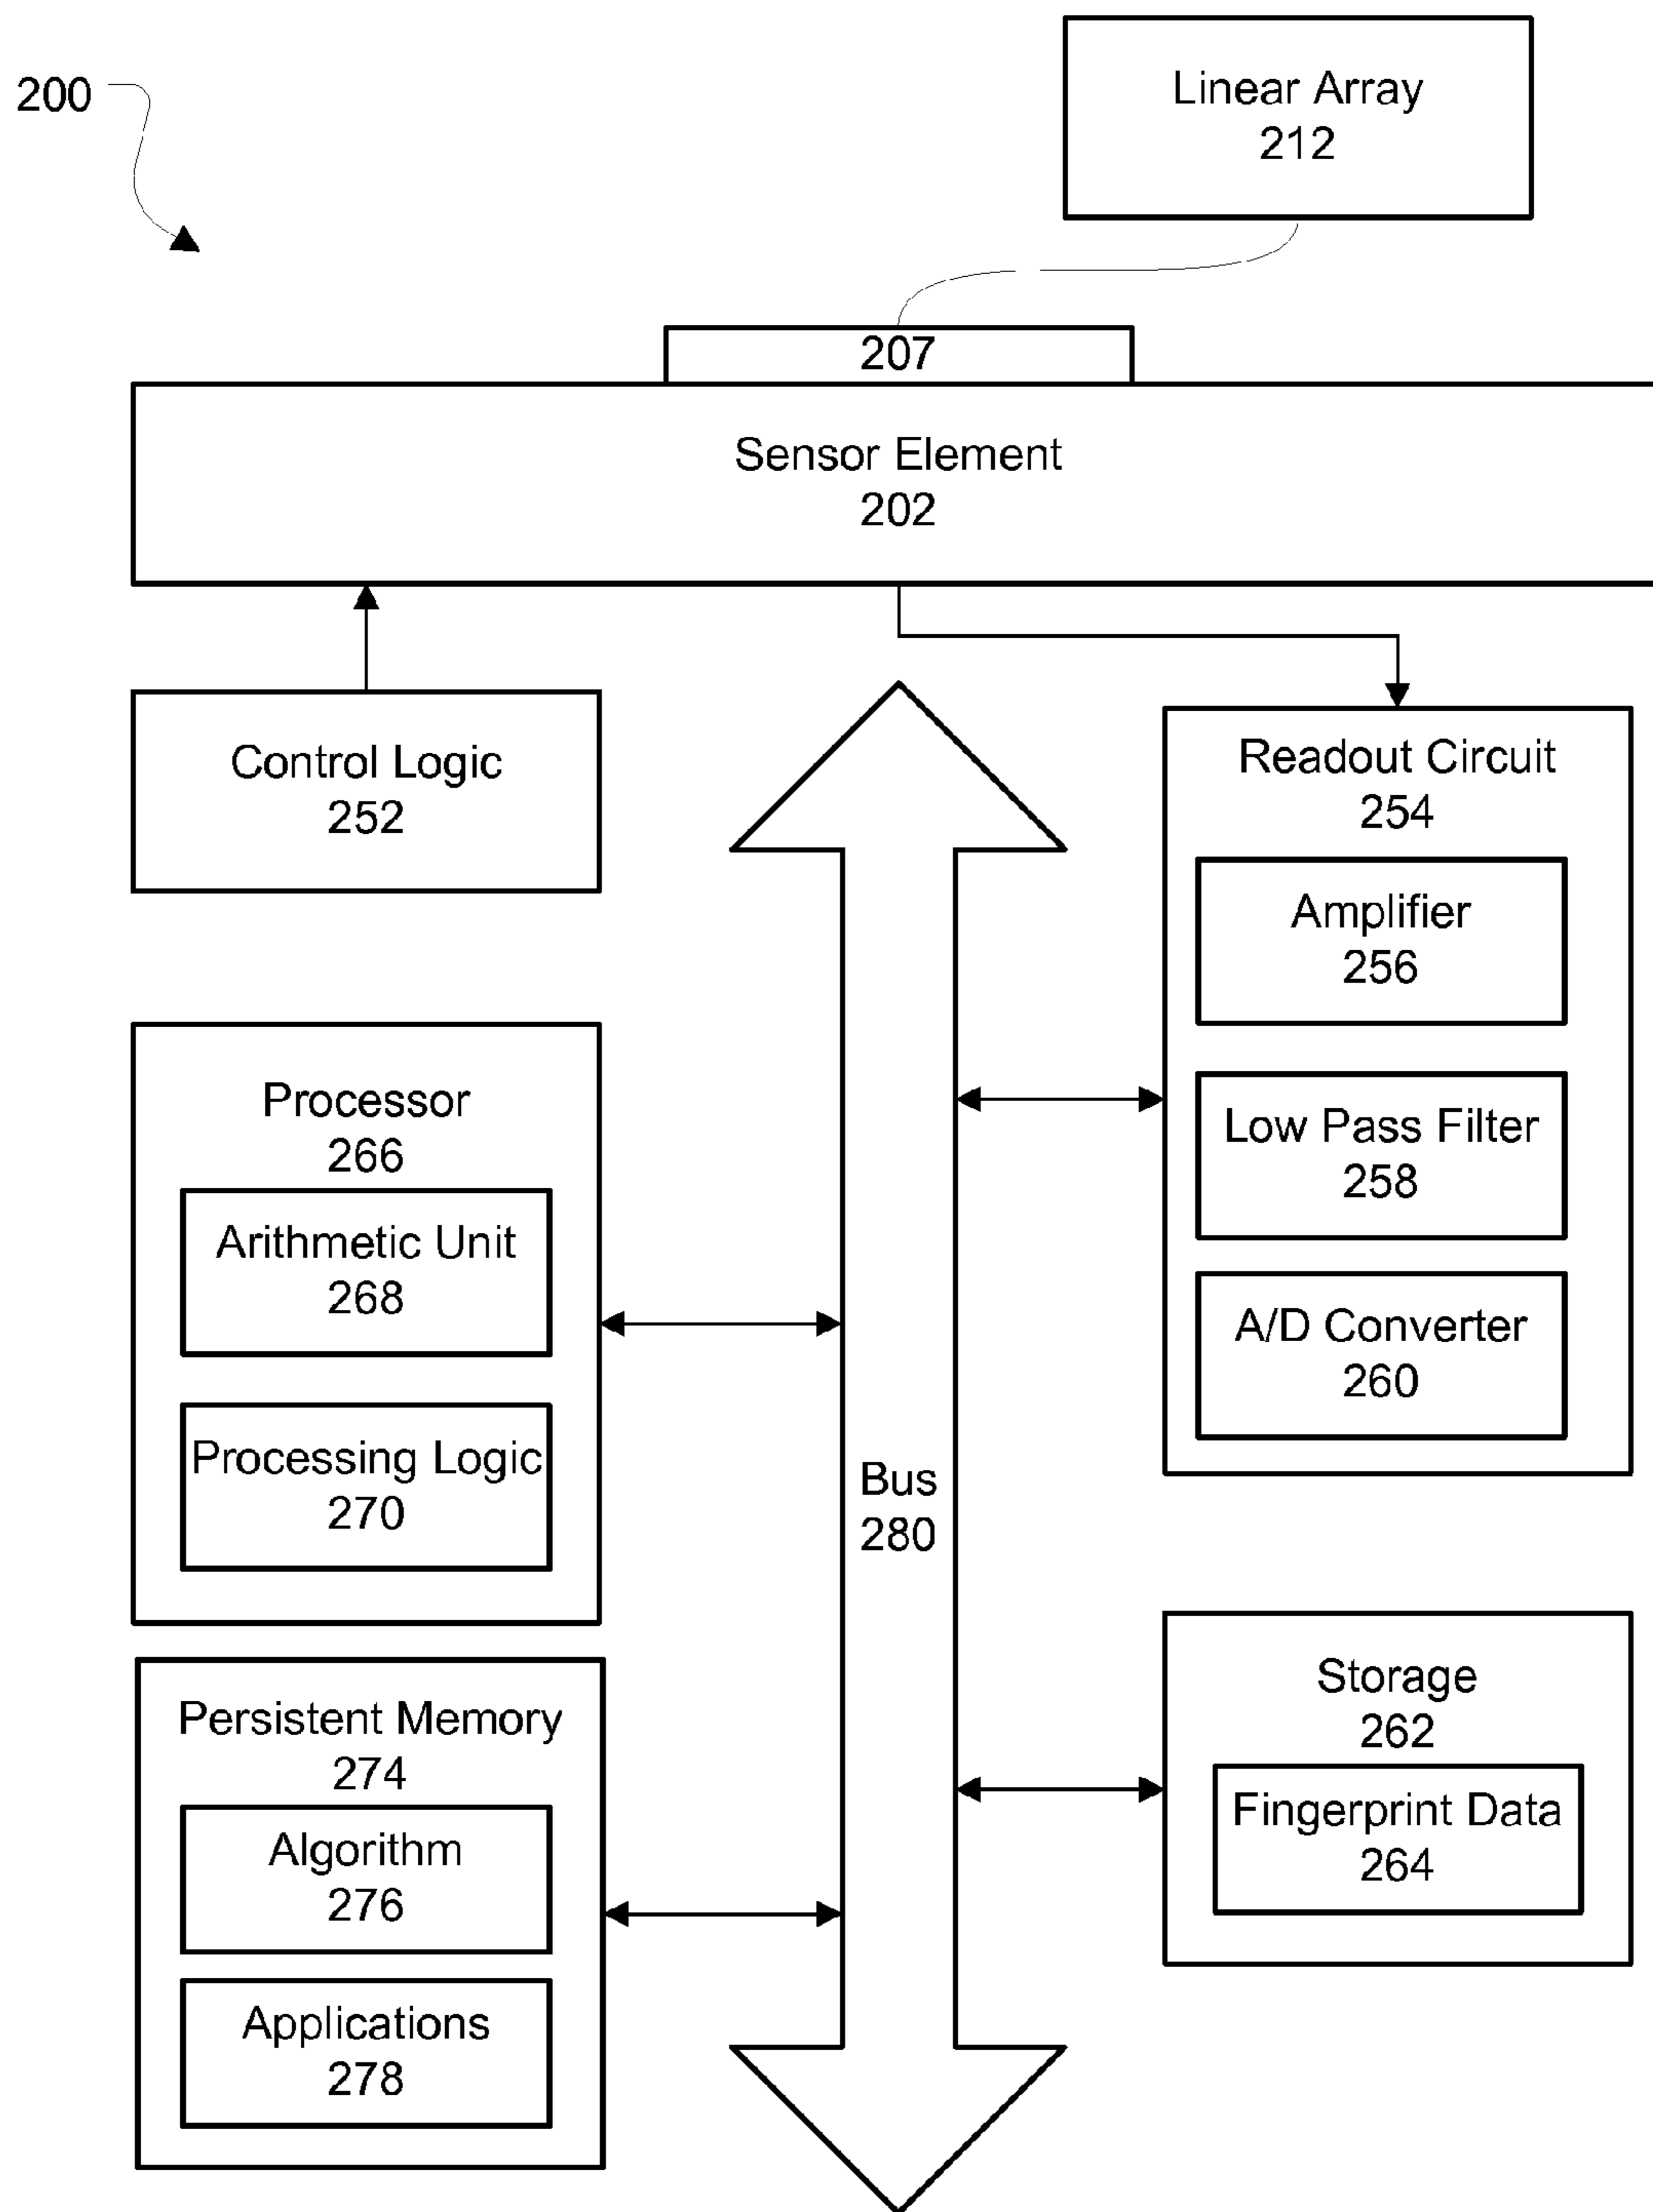 200
Linear Array
212
207
Sensor Element
202
Control Logic
252
Readout Circuit
254
Amplifier
256
Low Pass Filter
258
A/D Converter
260
Processor
266
Arithmetic Unit
268
Processing Logic
270
Bus
280
Persistent Memory
274
Algorithm
276
Applications
278
Storage
262
Fingerprint Data
264